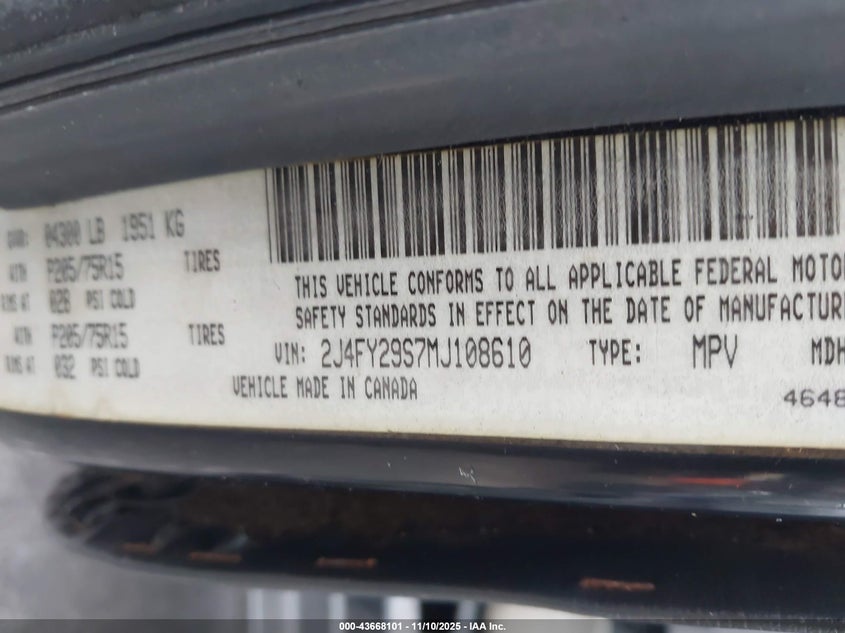 GVWR: 04300 LB 1951 KG
WITH P205/75R15 TIRES
RIMS AT 026 PSI COLD
WITH P205/75R15 TIRES
RIMS AT 032 PSI COLD
THIS VEHICLE CONFORMS TO ALL APPLICABLE FEDERAL MOTOR
SAFETY STANDARDS IN EFFECT ON THE DATE OF MANUFACTURE
VIN: 2J4FY29S7MJ108610 TYPE: MPV MDH
VEHICLE MADE IN CANADA
4648
000-43668101 - 11/10/2025 - IAA Inc.